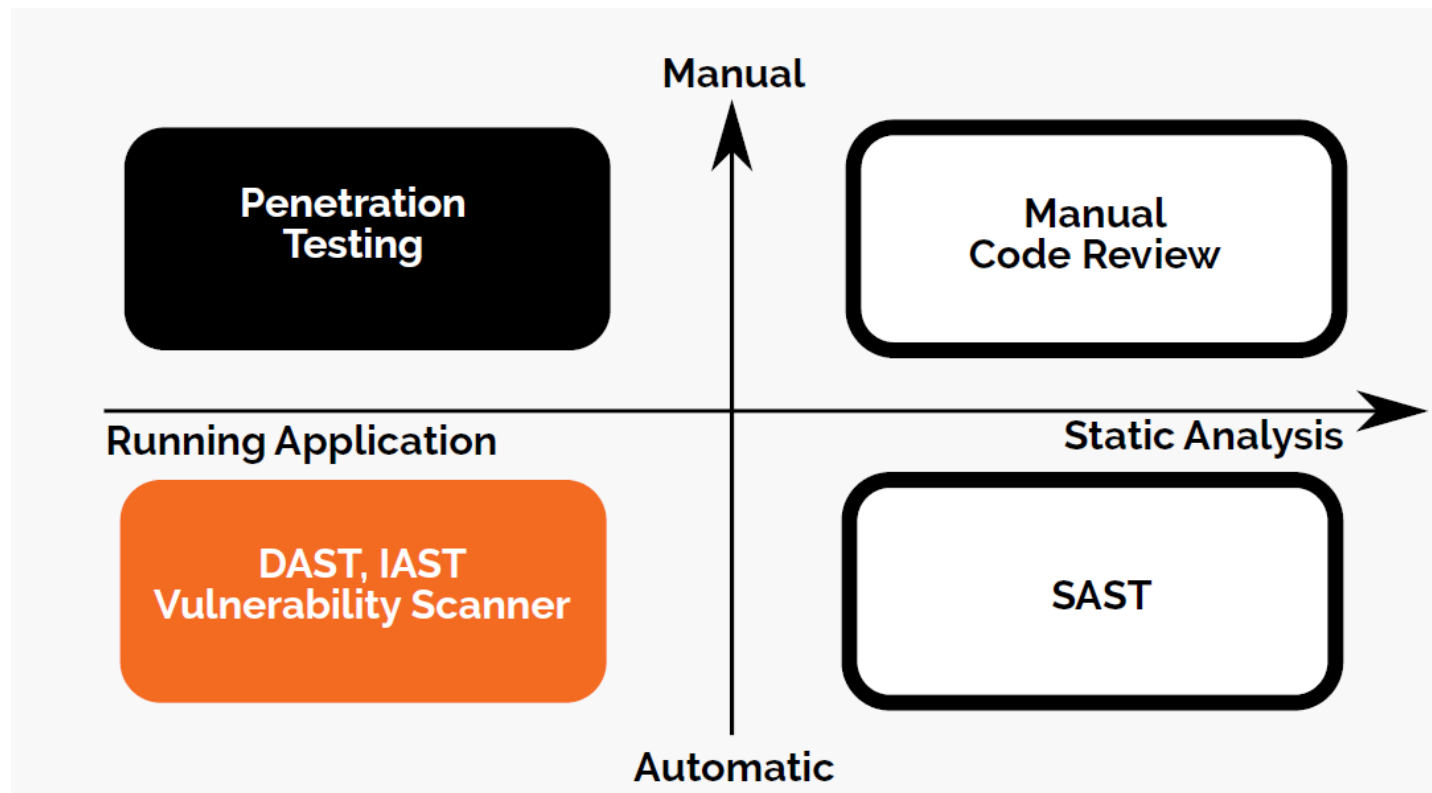 Manual
Penetration
Testing
Manual
Code Review
Running Application
Static Analysis
DAST, IAST
Vulnerability Scanner
SAST
Automatic